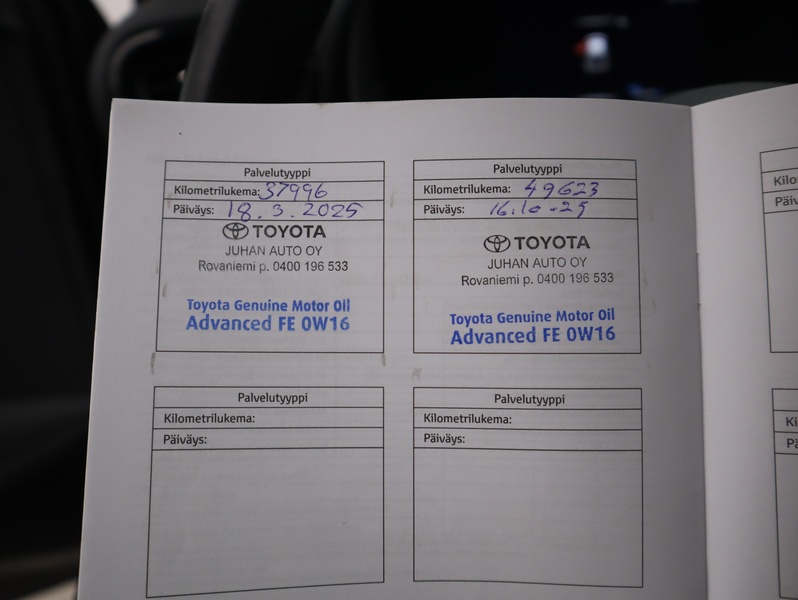 Palvelutyyppi
Kilometrilukema: 37996
Päiväys: 18.3.2025
TOYOTA
JUHAN AUTO OY
Rovaniemi p. 0400 196 533
Toyota Genuine Motor Oil
Advanced FE 0W16
Palvelutyyppi
Kilometrilukema: 49623
Päiväys: 16.10-25
TOYOTA
JUHAN AUTO OY
Rovaniemi p. 0400 196 533
Toyota Genuine Motor Oil
Advanced FE 0W16
Palvelutyyppi
Kilometrilukema:
Päiväys:
Palvelutyyppi
Kilometrilukema:
Päiväys: